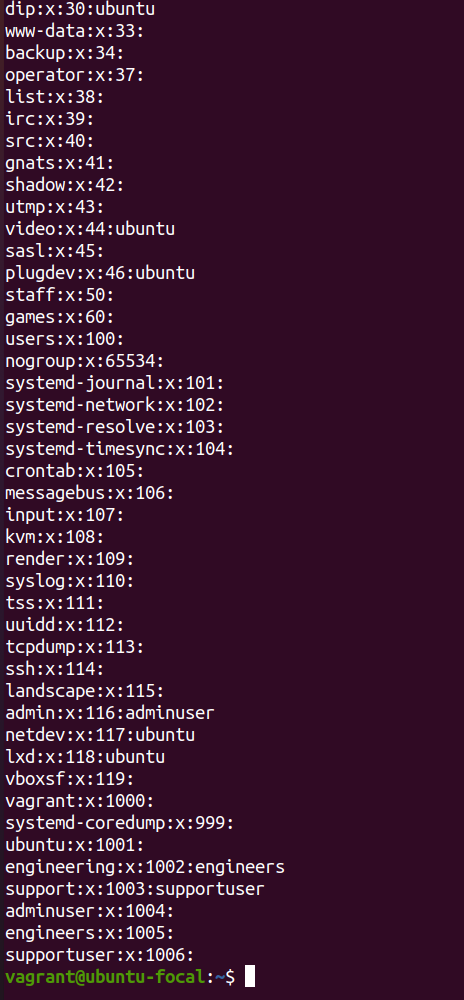 dip:x:30:ubuntu
www-data:x:33:
backup:x:34:
operator:x:37:
list:x:38:
irc:x:39:
src:x:40:
gnats:x:41:
shadow:x:42:
utmp:x:43:
video:x:44:ubuntu
sasl:x:45:
plugdev:x:46:ubuntu
staff:x:50:
games:x:60:
users:x:100:
nogroup:x:65534:
systemd-journal:x:101:
systemd-network:x:102:
systemd-resolve:x:103:
systemd-timesync:x:104:
crontab:x:105:
messagebus:x:106:
input:x:107:
kvm:x:108:
render:x:109:
syslog:x:110:
tss:x:111:
uuidd:x:112:
tcpdump:x:113:
ssh:x:114:
landscape:x:115:
admin:x:116:adminuser
netdev:x:117:ubuntu
lxd:x:118:ubuntu
vboxsf:x:119:
vagrant:x:1000:
systemd-coredump:x:999:
ubuntu:x:1001:
engineering:x:1002:engineers
support:x:1003:supportuser
adminuser:x:1004:
engineers:x:1005:
supportuser:x:1006:
vagrant@ubuntu-focal:~$